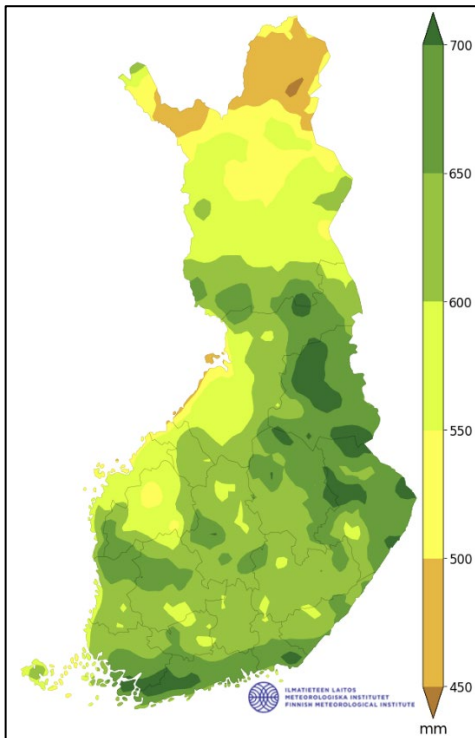 700
650
600
550
500
450
mm
ILMATIETEEN LAITOS
METEOROLOGISKA INSTITUTET
FINNISH METEOROLOGICAL INSTITUTE